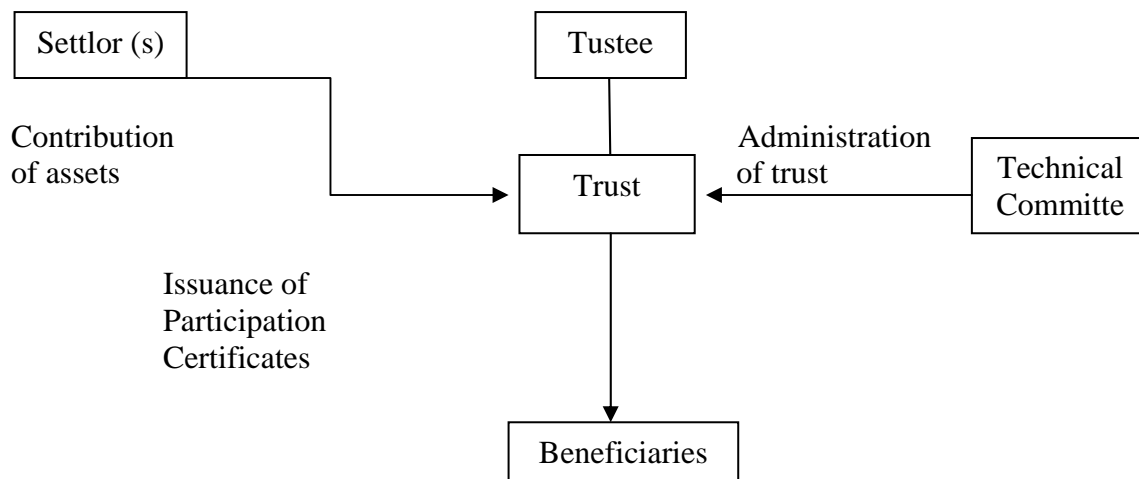 Settlor (s)
Tustee
Contribution
of assets
Administration
of trust
Trust
Technical
Committe
Issuance of
Participation
Certificates
Beneficiaries